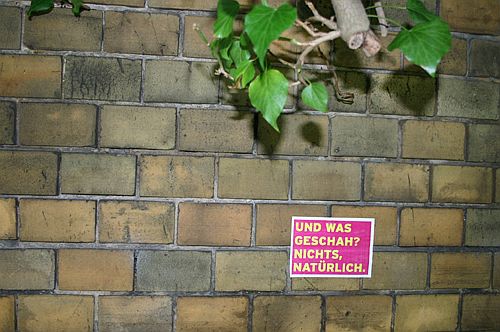 UND WAS
GESCHAH?
NICHTS,
NATÜRLICH.